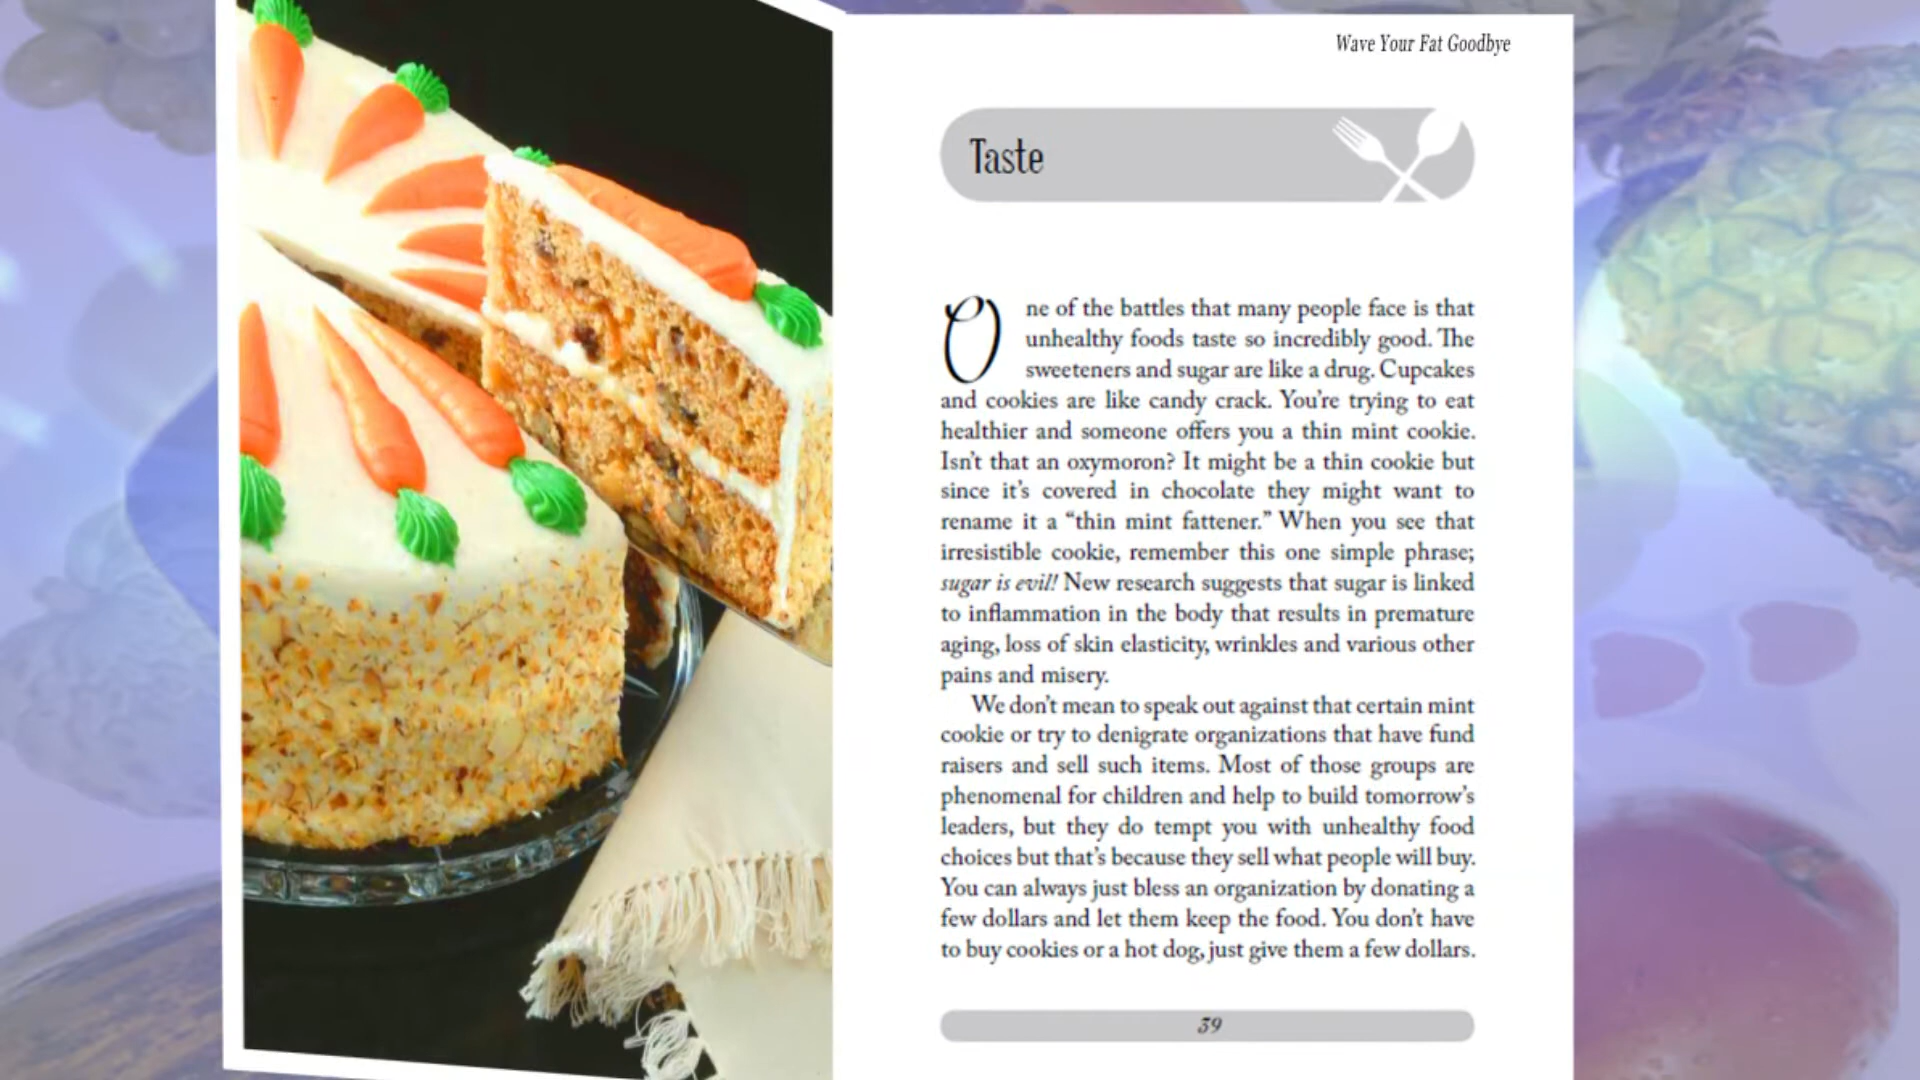 Wave Your Fat Goodbye
Taste
One of the battles that many people face is that
unhealthy foods taste so incredibly good. The
sweeteners and sugar are like a drug. Cupcakes
and cookies are like candy crack. You're trying to eat
healthier and someone offers you a thin mint cookie.
Isn't that an oxymoron? It might be a thin cookie but
since it's covered in chocolate they might want to
rename it a “thin mint fattener.” When you see that
irresistible cookie, remember this one simple phrase;
sugar is evil! New research suggests that sugar is linked
to inflammation in the body that results in premature
aging, loss of skin elasticity, wrinkles and various other
pains and misery.
We don't mean to speak out against that certain mint
cookie or try to denigrate organizations that have fund
raisers and sell such items. Most of those groups are
phenomenal for children and help to build tomorrow's
leaders, but they do tempt you with unhealthy food
choices but that's because they sell what people will buy.
You can always just bless an organization by donating a
few dollars and let them keep the food. You don't have
to buy cookies or a hot dog, just give them a few dollars.
39